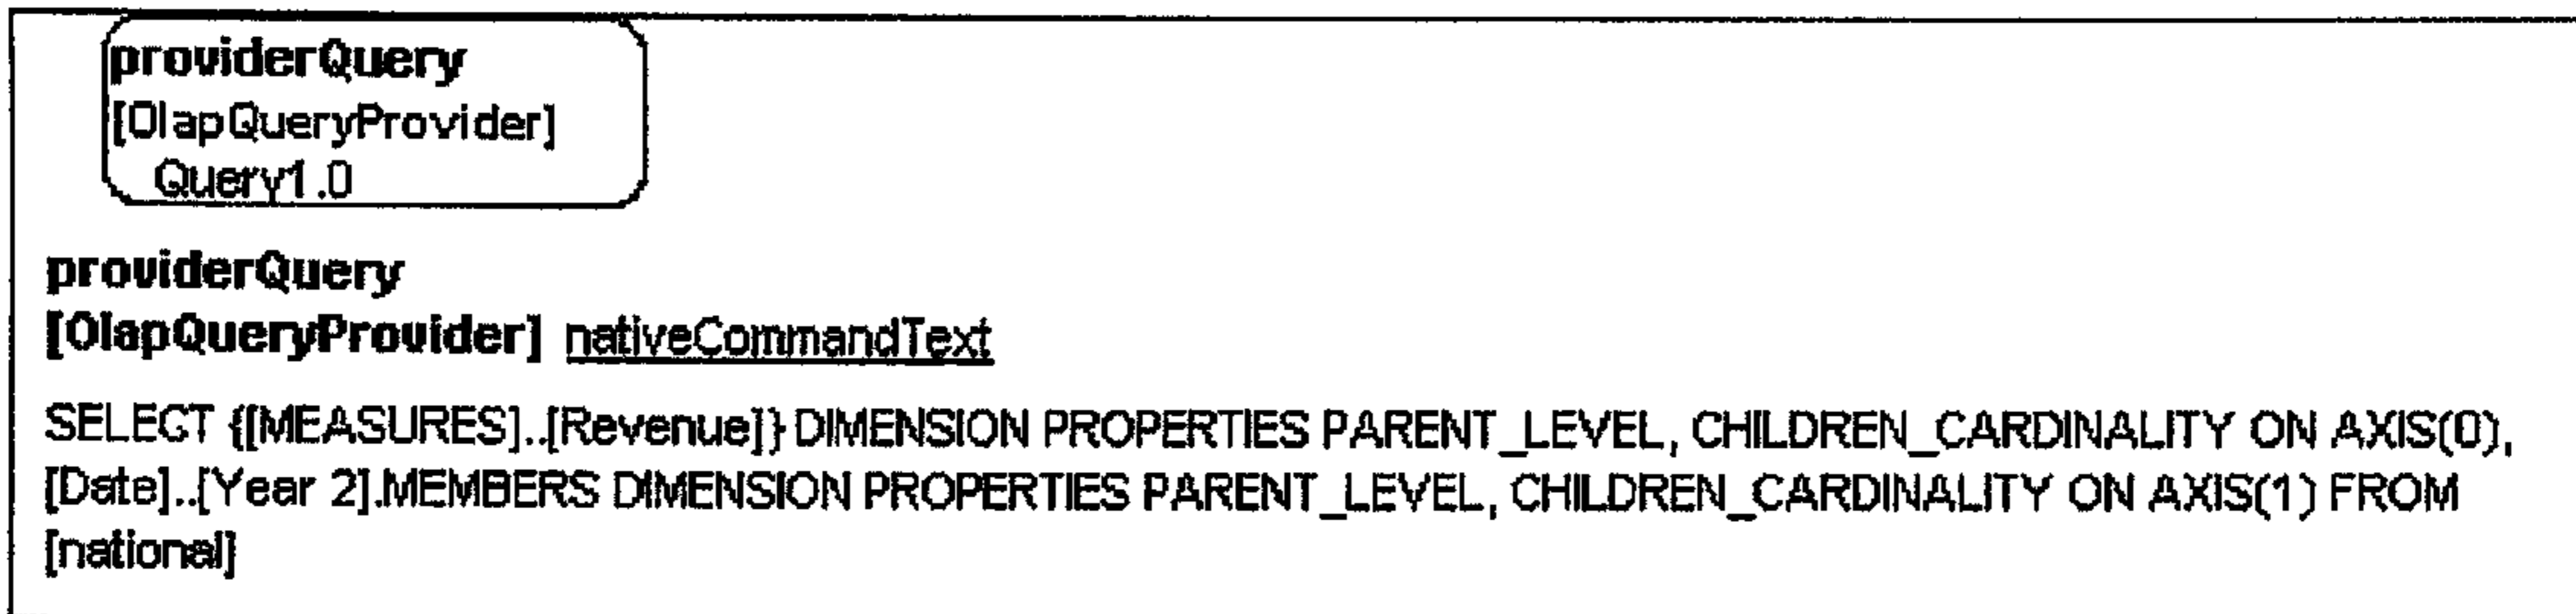 providerQuery
[OlapQueryProvider]
Query1.0
providerQuery
[OlapQueryProvider] nativeCommandText
SELECT {[MEASURES]..[Revenue]} DIMENSION PROPERTIES PARENT_LEVEL, CHILDREN_CARDINALITY ON AXIS(0),
[Date]..[Year 2].MEMBERS DIMENSION PROPERTIES PARENT_LEVEL, CHILDREN_CARDINALITY ON AXIS(1) FROM
[national]